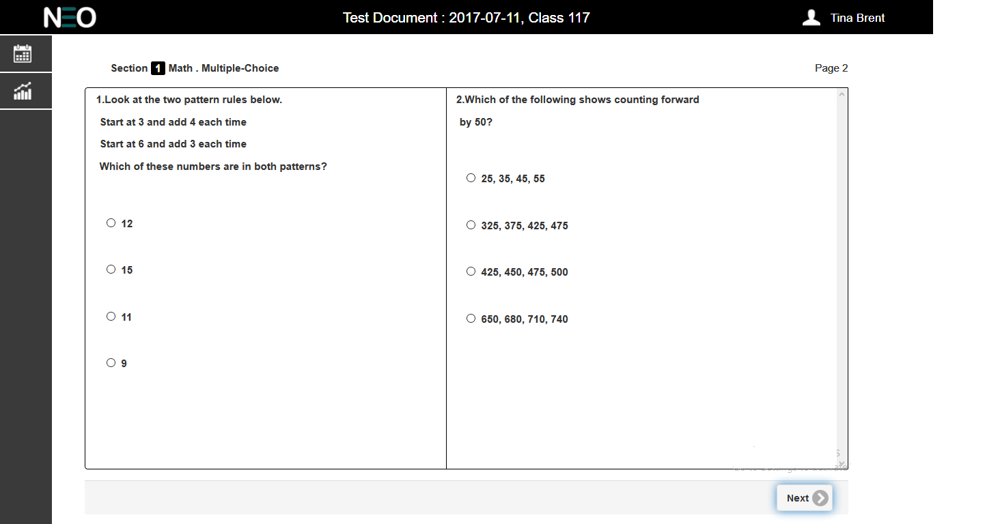 NEO
Test Document : 2017-07-11, Class 117
Tina Brent
Section 1 Math . Multiple-Choice
Page 2
1.Look at the two pattern rules below.
Start at 3 and add 4 each time
Start at 6 and add 3 each time
Which of these numbers are in both patterns?
12
15
11
9
2.Which of the following shows counting forward
by 50?
25, 35, 45, 55
325, 375, 425, 475
425, 450, 475, 500
650, 680, 710, 740
Next